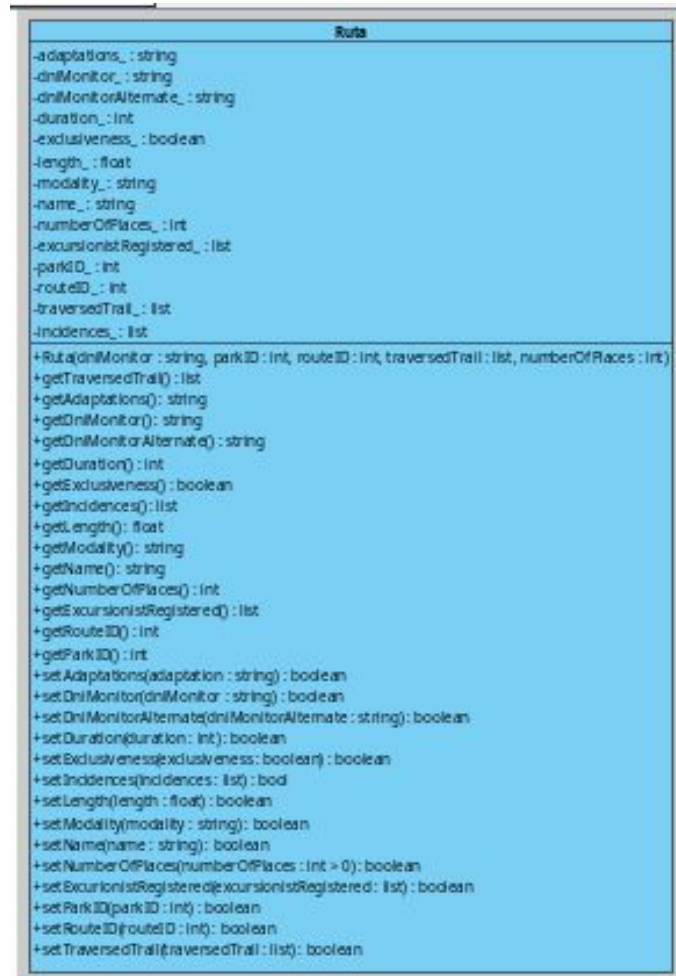 Ruta
-adaptations_ : string
-dniMonitor_ : string
-dniMonitorAlternate_ : string
-duration_ : int
-exclusiveness_ : boolean
-length_ : float
-modality_ : string
-name_ : string
-numberOfPlaces_ : int
-excursionistRegistered_ : list
-parkID_ : int
-routeID_ : int
-traversedTrail_ : list
-incidences_ : list
+Ruta(dniMonitor : string, parkID : int, routeID : int, traversedTrail : list, numberOfPlaces : int)
+getTraversedTrail() : list
+getAdaptations() : string
+getDniMonitor() : string
+getDniMonitorAlternate() : string
+getDuration() : int
+getExclusiveness() : boolean
+getIncidences() : list
+getLength() : float
+getModality() : string
+getName() : string
+getNumberOfPlaces() : int
+getExcursionistRegistered() : list
+getRouteID() : int
+getParkID() : int
+setAdaptations(adaptation : string) : boolean
+setDniMonitor(dniMonitor : string) : boolean
+setDniMonitorAlternate(dniMonitorAlternate : string) : boolean
+setDuration(duration : int) : boolean
+setExclusiveness(exclusiveness : boolean) : boolean
+setIncidences(incidences : list) : bool
+setLength(length : float) : boolean
+setModality(modality : string) : boolean
+setName(name : string) : boolean
+setNumberOfPlaces(numberOfPlaces : int > 0) : boolean
+setExcurionistRegistered(excursionistRegistered : list) : boolean
+setParkID(parkID : int) : boolean
+setRouteID(routeID : int) : boolean
+setTraversedTrail(traversedTrail : list) : boolean